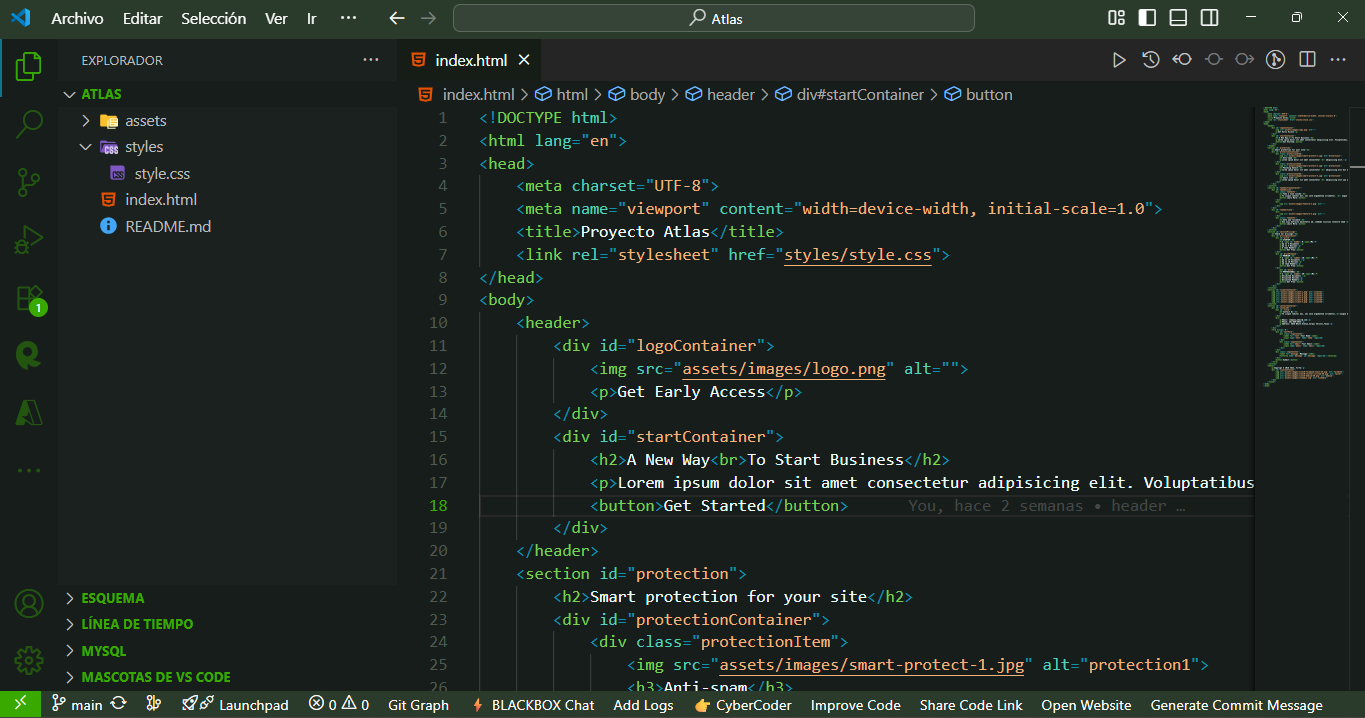 Archivo Editar Selección Ver Ir ··· Atlas
EXPLORADOR ···
index.html
ATLAS
index.html > html > body > header > div#startContainer > button
assets
styles
style.css
index.html
README.md
1
ESQUEMA
LÍNEA DE TIEMPO
MYSQL
MASCOTAS DE VS CODE
1 <!DOCTYPE html>
2 <html lang="en">
3 <head>
4 <meta charset="UTF-8">
5 <meta name="viewport" content="width=device-width, initial-scale=1.0">
6 <title>Proyecto Atlas</title>
7 <link rel="stylesheet" href="styles/style.css">
8 </head>
9 <body>
10 <header>
11 <div id="logoContainer">
12 <img src="assets/images/logo.png" alt="">
13 <p>Get Early Access</p>
14 </div>
15 <div id="startContainer">
16 <h2>A New Way<br>To Start Business</h2>
17 <p>Lorem ipsum dolor sit amet consectetur adipisicing elit. Voluptatibus
18 <button>Get Started</button> You, hace 2 semanas • header …
19 </div>
20 </header>
21 <section id="protection">
22 <h2>Smart protection for your site</h2>
23 <div id="protectionContainer">
24 <div class="protectionItem">
25 <img src="assets/images/smart-protect-1.jpg" alt="protection1">
26 <h3>Anti-spam</h3>
main Launchpad 0 0 Git Graph BLACKBOX Chat Add Logs CyberCoder Improve Code Share Code Link Open Website Generate Commit Message